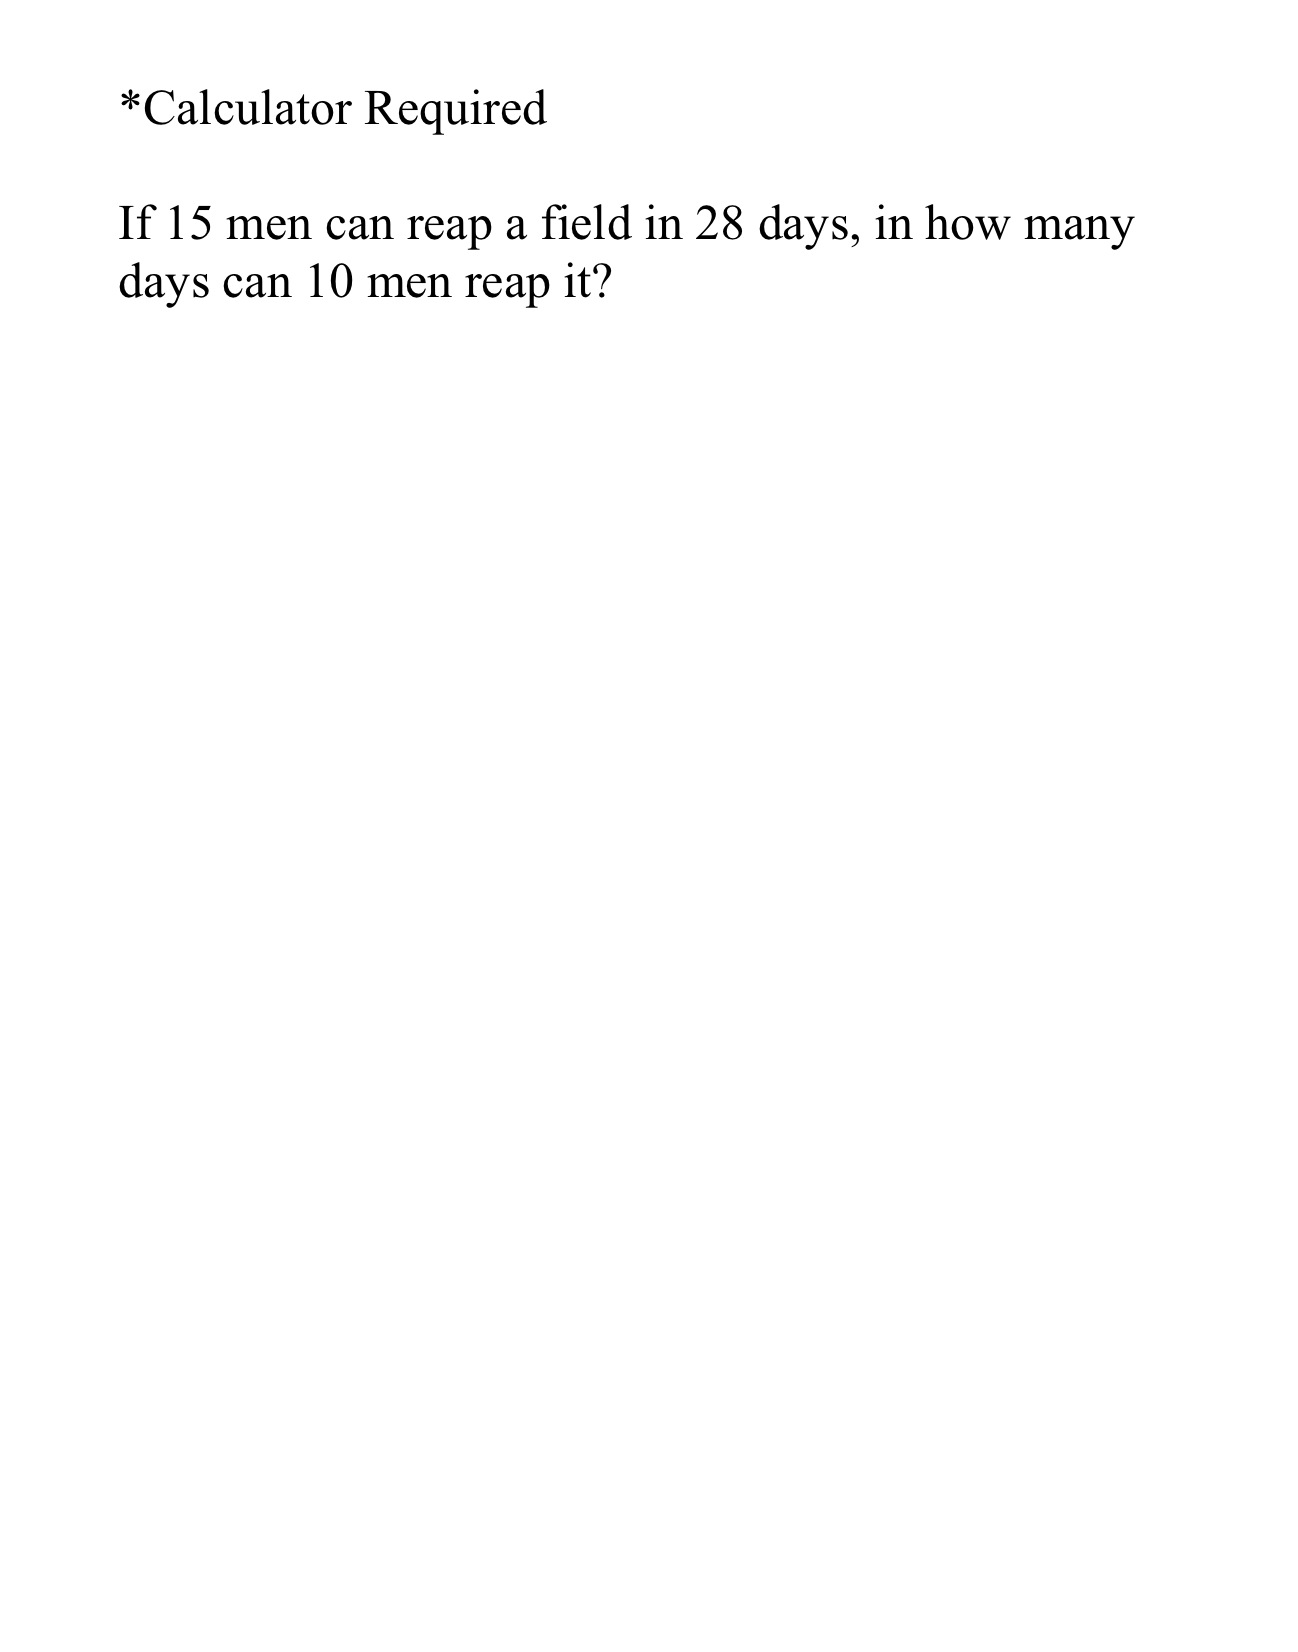 *Calculator Required
If 15 men can reap a field in 28 days, in how many
days can 10 men reap it?